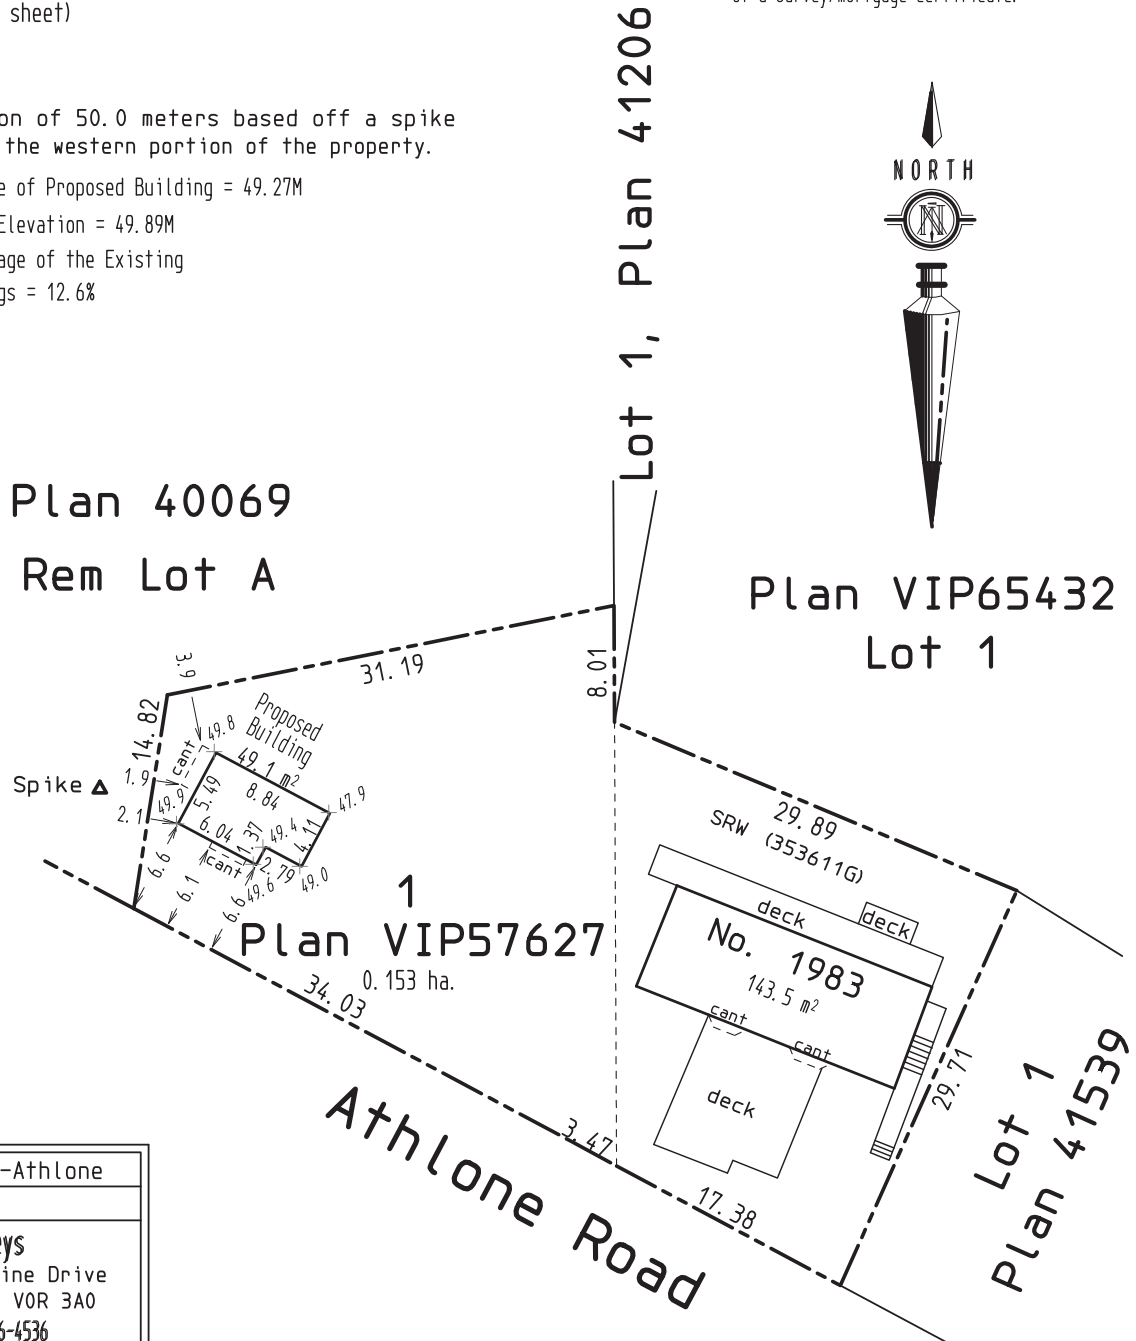 sheet)
of a survey/mortgage certificate.
on of 50.0 meters based off a spike
the western portion of the property.
e of Proposed Building = 49.27M
Elevation = 49.89M
age of the Existing
gs = 12.6%
Lot 1, Plan 41206
NORTH
Plan 40069
Rem Lot A
Plan VIP65432
Lot 1
31.19
8.01
3.9
14.82
Proposed
Building
49.1 m²
49.8
cant
1.9
Spike
2.1
49.9
5.49
8.84
47.9
6.04
1.37
49.4
4.11
cant
2.79
49.6
49.0
6.6
6.1
6.6
1
Plan VIP57627
0.153 ha.
34.03
29.89
SRW (353611G)
deck
deck
No. 1983
143.5 m²
cant
cant
deck
29.71
Lot 1
Plan 41539
3.47
17.38
Athlone Road
-Athlone
eys
ine Drive
V0R 3A0
6-4536